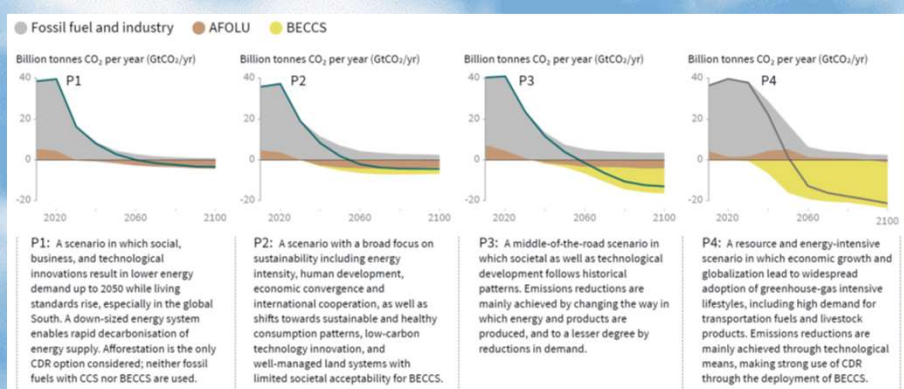 Fossil fuel and industry AFOLU BECCS
Billion tonnes CO₂ per year (GtCO₂/yr)
40
P1
20
0
-20
2020 2060 2100
Billion tonnes CO₂ per year (GtCO₂/yr)
40
P2
20
0
-20
2020 2060 2100
Billion tonnes CO₂ per year (GtCO₂/yr)
40
P3
20
0
-20
2020 2060 2100
Billion tonnes CO₂ per year (GtCO₂/yr)
40
P4
20
0
-20
2020 2060 2100
P1: A scenario in which social,
business, and technological
innovations result in lower energy
demand up to 2050 while living
standards rise, especially in the global
South. A down-sized energy system
enables rapid decarbonisation of
energy supply. Afforestation is the only
CDR option considered; neither fossil
fuels with CCS nor BECCS are used.
P2: A scenario with a broad focus on
sustainability including energy
intensity, human development,
economic convergence and
international cooperation, as well as
shifts towards sustainable and healthy
consumption patterns, low-carbon
technology innovation, and
well-managed land systems with
limited societal acceptability for BECCS.
P3: A middle-of-the-road scenario in
which societal as well as technological
development follows historical
patterns. Emissions reductions are
mainly achieved by changing the way in
which energy and products are
produced, and to a lesser degree by
reductions in demand.
P4: A resource and energy-intensive
scenario in which economic growth and
globalization lead to widespread
adoption of greenhouse-gas intensive
lifestyles, including high demand for
transportation fuels and livestock
products. Emissions reductions are
mainly achieved through technological
means, making strong use of CDR
through the deployment of BECCS.